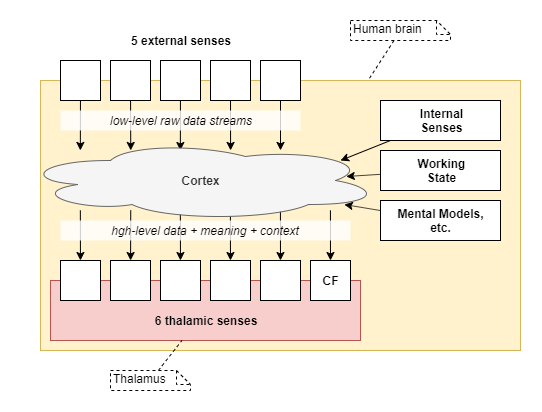 Human brain
5 external senses
low-level raw data streams
Internal
Senses
Cortex
Working
State
Mental Models,
etc.
hgh-level data + meaning + context
CF
6 thalamic senses
Thalamus